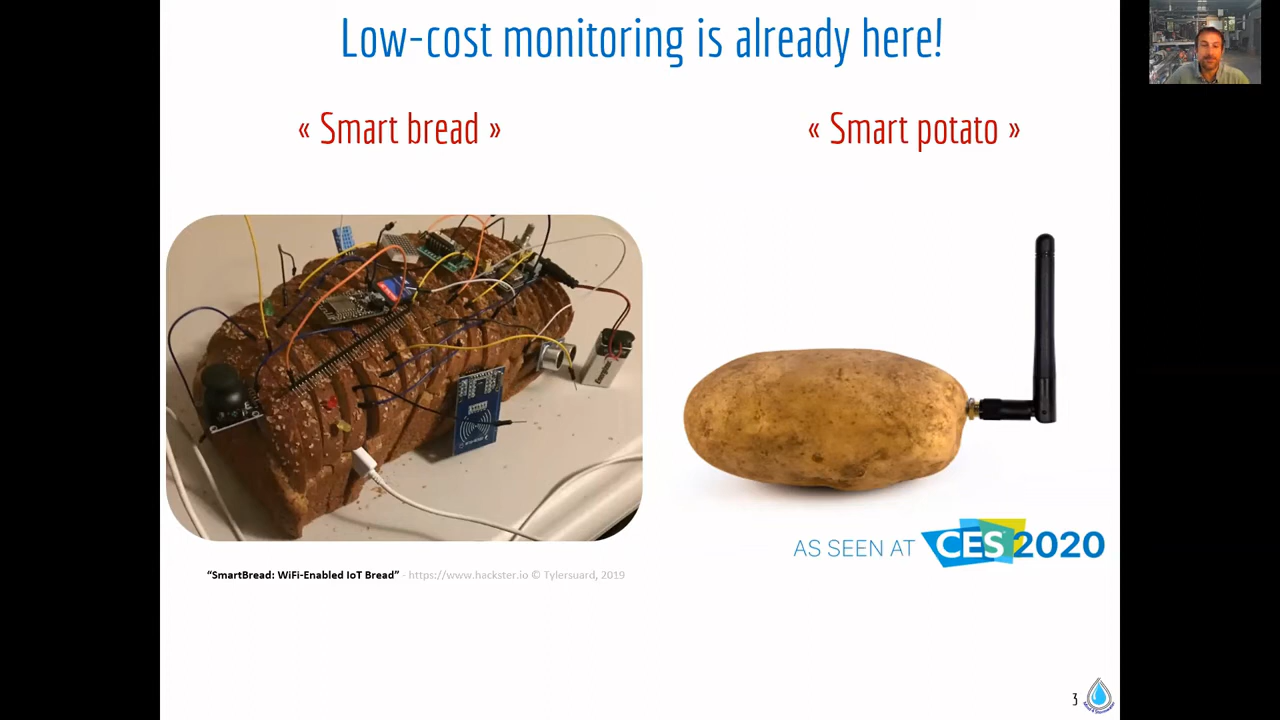 Low-cost monitoring is already here!
« Smart bread »
« Smart potato »
AS SEEN AT CES 2020
“SmartBread: WiFi-Enabled IoT Bread” - https://www.hackster.io © Tylersuard, 2019
3